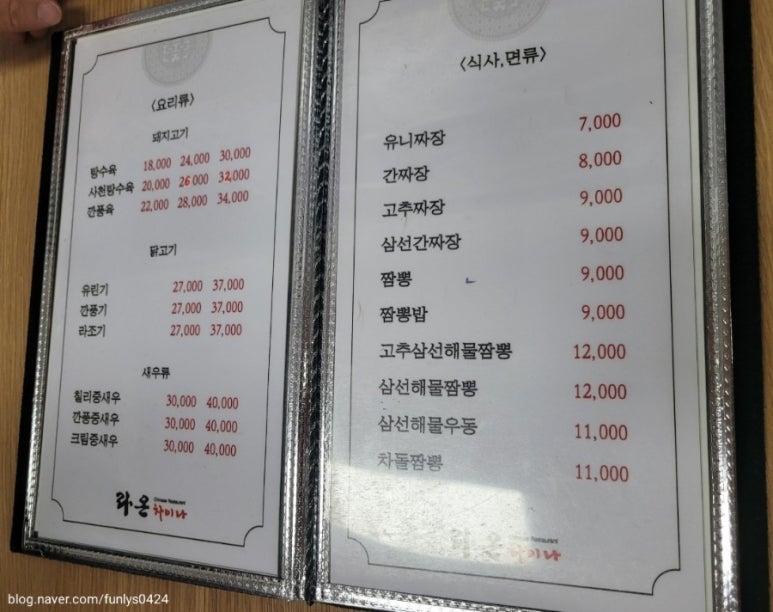 <요리류>
돼지고기
탕수육 18,000 24,000 30,000
사천탕수육 20,000 26,000 32,000
깐풍육 22,000 28,000 34,000
닭고기
유린기 27,000 37,000
깐풍기 27,000 37,000
라조기 27,000 37,000
새우류
칠리중새우 30,000 40,000
깐풍중새우 30,000 40,000
크림중새우 30,000 40,000
라온 Chinese Restaurant 차이나
<식사,면류>
유니짜장 7,000
간짜장 8,000
고추짜장 9,000
삼선간짜장 9,000
짬뽕 9,000
짬뽕밥 9,000
고추삼선해물짬뽕 12,000
삼선해물짬뽕 12,000
삼선해물우동 11,000
차돌짬뽕 11,000
라온 Restaurant 차이나
blog.naver.com/funlys0424